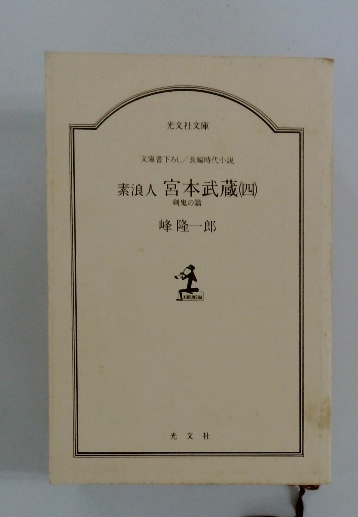 光文社文庫
文庫書下ろし／長編時代小説
素浪人 宮本武蔵(四)
剣鬼の篇
峰 隆一郎
KOBUNSHA
光文社